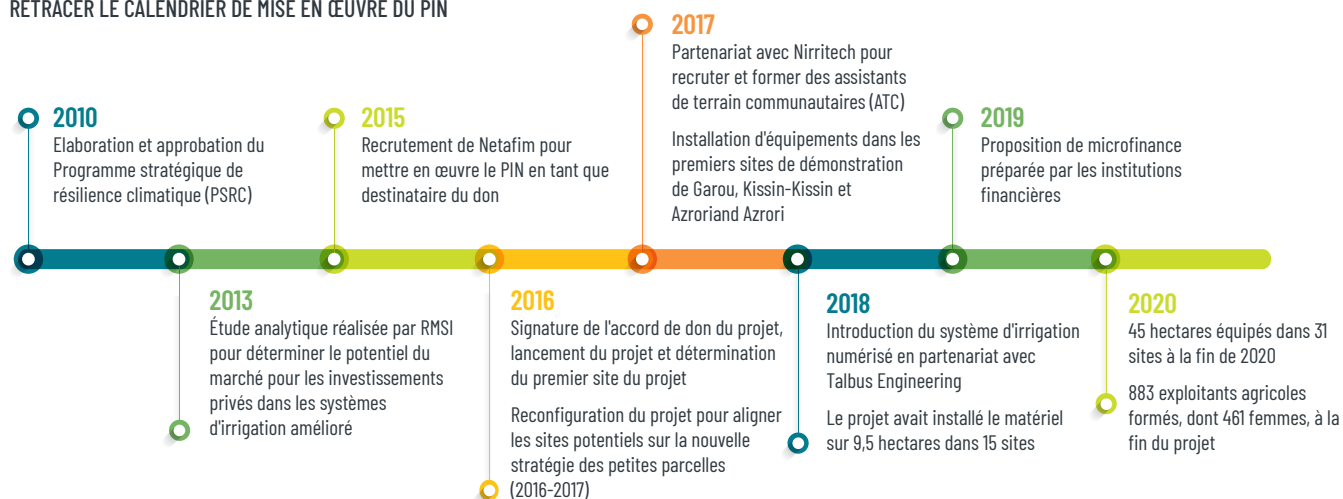 RETRACER LE CALENDRIER DE MISE EN ŒUVRE DU PIN
2010
Elaboration et approbation du
Programme stratégique de
résilience climatique (PSRC)
2013
Étude analytique réalisée par RMSI
pour déterminer le potentiel du
marché pour les investissements
privés dans les systèmes
d'irrigation amélioré
2015
Recrutement de Netafim pour
mettre en œuvre le PIN en tant que
destinataire du don
2016
Signature de l'accord de don du projet,
lancement du projet et détermination
du premier site du projet
Reconfiguration du projet pour aligner
les sites potentiels sur la nouvelle
stratégie des petites parcelles
(2016-2017)
2017
Partenariat avec Nirritech pour
recruter et former des assistants
de terrain communautaires (ATC)
Installation d'équipements dans les
premiers sites de démonstration
de Garou, Kissin-Kissin et
Azroriand Azrori
2018
Introduction du système d'irrigation
numérisé en partenariat avec
Talbus Engineering
Le projet avait installé le matériel
sur 9,5 hectares dans 15 sites
2019
Proposition de microfinance
préparée par les institutions
financières
2020
45 hectares équipés dans 31
sites à la fin de 2020
883 exploitants agricoles
formés, dont 461 femmes, à la
fin du projet